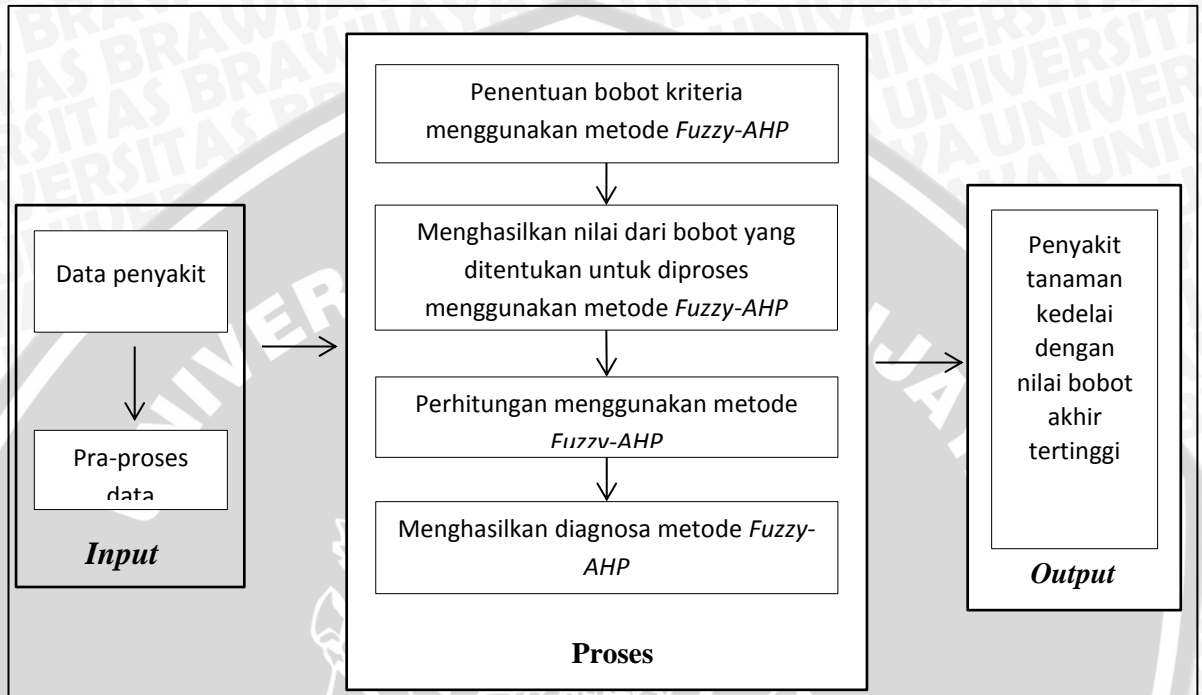 Data penyakit
Pra-proses
data
Input
Penentuan bobot kriteria
menggunakan metode Fuzzy-AHP
Menghasilkan nilai dari bobot yang
ditentukan untuk diproses
menggunakan metode Fuzzy-AHP
Perhitungan menggunakan metode
Fuzzy-AHP
Menghasilkan diagnosa metode Fuzzy-
AHP
Proses
Penyakit
tanaman
kedelai
dengan
nilai bobot
akhir
tertinggi
Output